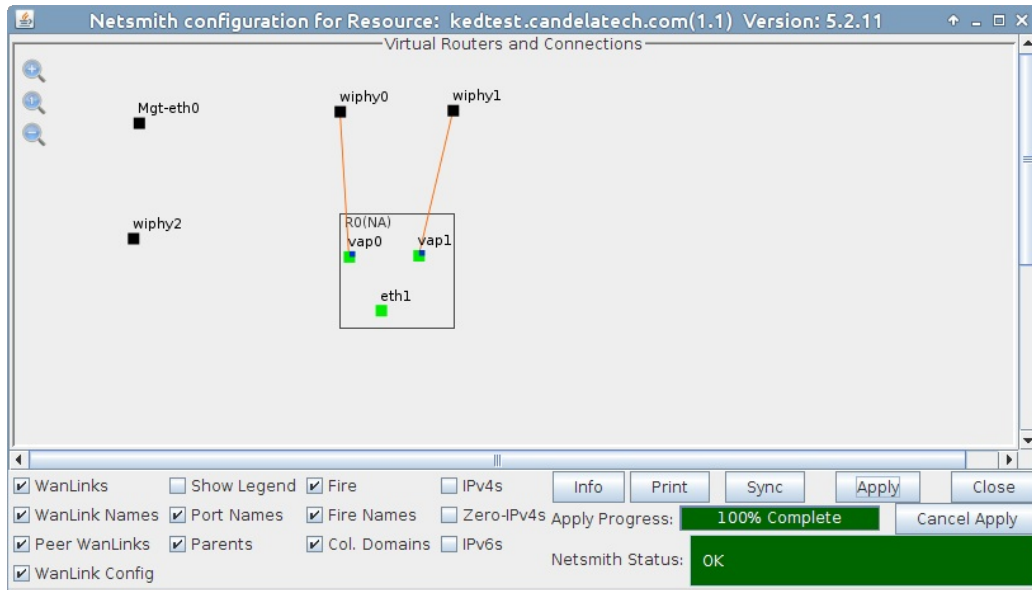 Netsmith configuration for Resource: kedtest.candelatech.com(1.1) Version: 5.2.11
Virtual Routers and Connections
Mgt-eth0
wiphy0
wiphy1
wiphy2
R0(NA)
vap0
vap1
eth1
WanLinks Show Legend Fire IPv4s Info Print Sync Apply Close
WanLink Names Port Names Fire Names Zero-IPv4s Apply Progress: 100% Complete Cancel Apply
Peer WanLinks Parents Col. Domains IPv6s Netsmith Status: OK
WanLink Config